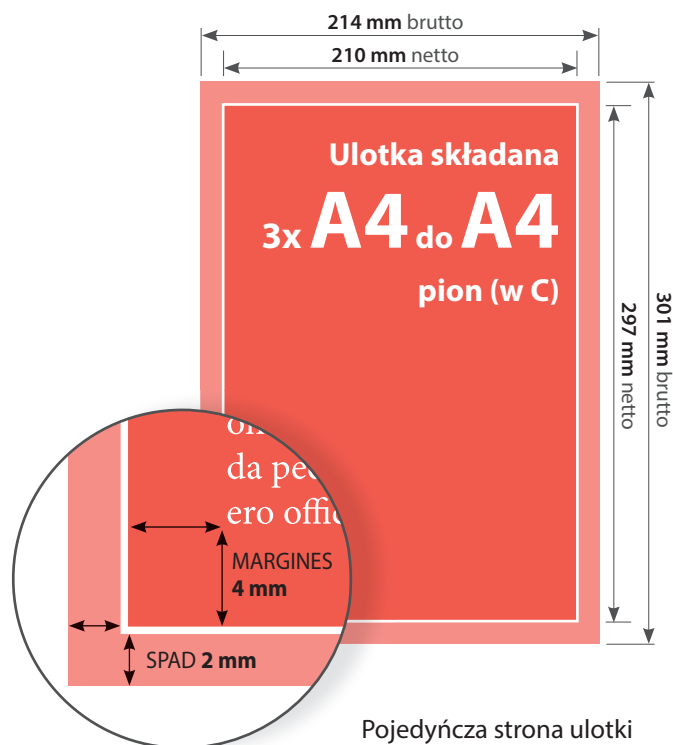 214 mm brutto
210 mm netto
Ulotka składana
3x A4 do A4
pion (w C)
297 mm netto
301 mm brutto
da pe
ero offic
MARGINES
4 mm
SPAD 2 mm
Pojedyńcza strona ulotki